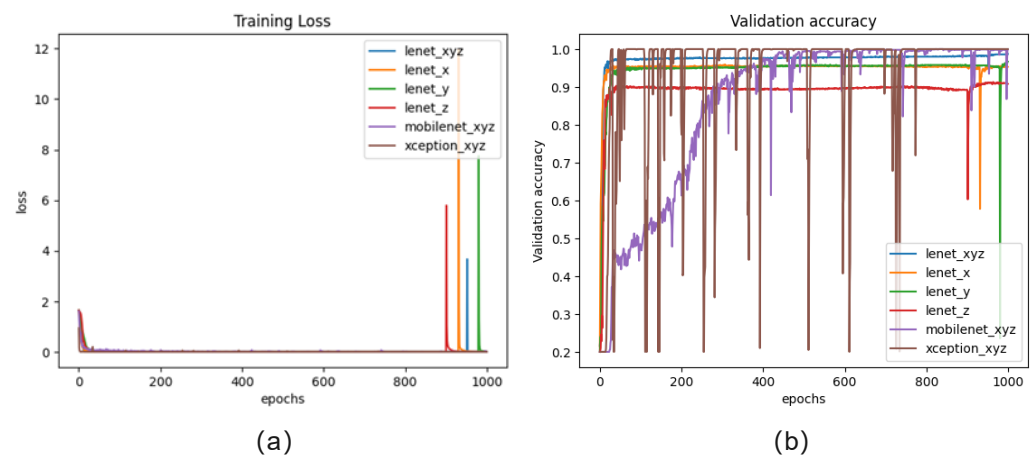 Training Loss
12
10
8
6
4
2
0
loss
lenet_xyz
lenet_x
lenet_y
lenet_z
mobilenet_xyz
xception_xyz
0 200 400 600 800 1000
epochs
(a)
Validation accuracy
1.0
0.9
0.8
0.7
0.6
0.5
0.4
0.3
0.2
Validation accuracy
lenet_xyz
lenet_x
lenet_y
lenet_z
mobilenet_xyz
xception_xyz
0 200 400 600 800 1000
epochs
(b)